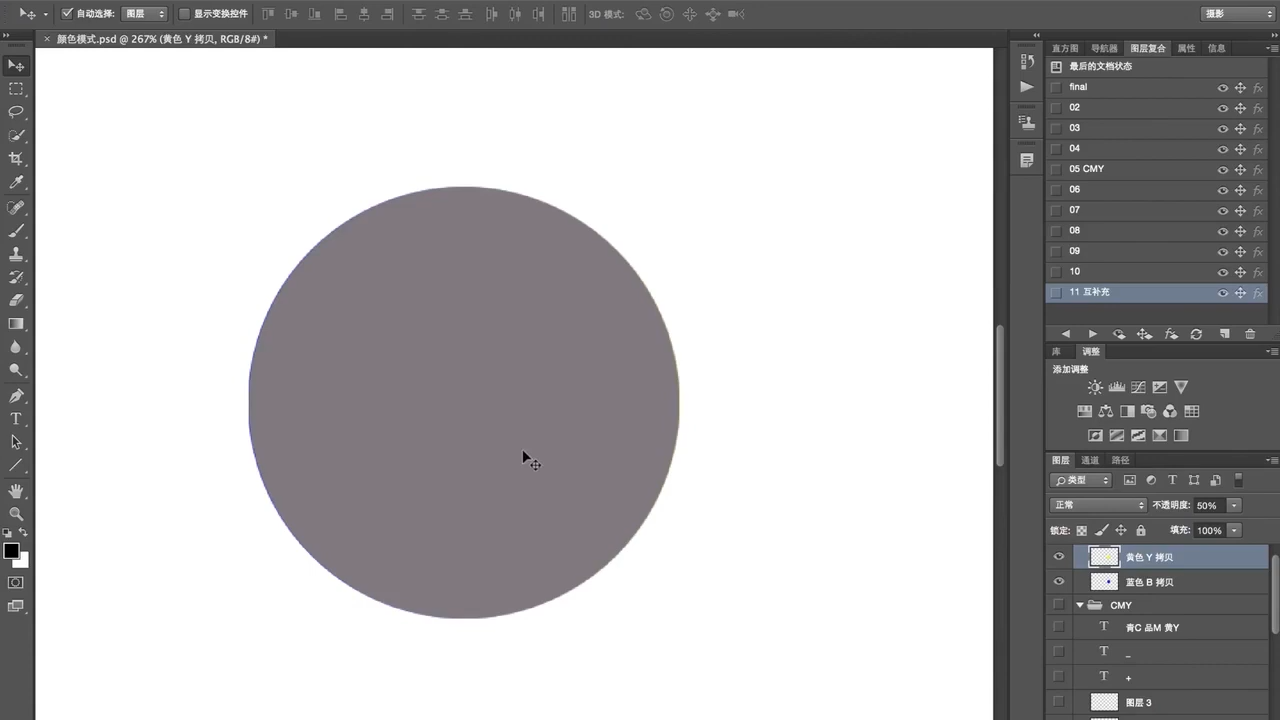 自动选择: 图层 显示变换控件 3D 模式: 摄影
× 颜色模式.psd @ 267% (黄色 Y 拷贝, RGB/8#) *
直方图 导航器 图层复合 属性 信息
最后的文档状态
final
02
03
04
05 CMY
06
07
08
09
10
11 互补充
库 调整
添加调整
图层 通道 路径
类型
正常 不透明度: 50%
锁定: 填充: 100%
黄色 Y 拷贝
蓝色 B 拷贝
CMY
T 青C 品M 黄Y
T _
T +
图层 3